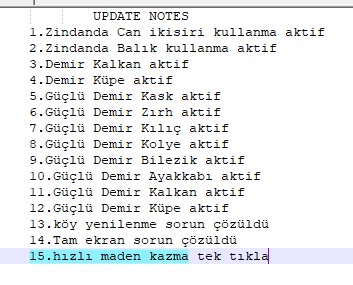 UPDATE NOTES
1.Zindanda Can ikisiri kullanma aktif
2.Zindanda Balık kullanma aktif
3.Demir Kalkan aktif
4.Demir Küpe aktif
5.Güçlü Demir Kask aktif
6.Güçlü Demir Zırh aktif
7.Güçlü Demir Kılıç aktif
8.Güçlü Demir Kolye aktif
9.Güçlü Demir Bilezik aktif
10.Güçlü Demir Ayakkabı aktif
11.Güçlü Demir Kalkan aktif
12.Güçlü Demir Küpe aktif
13.köy yenilenme sorun çözüldü
14.Tam ekran sorun çözüldü
15.hızlı maden kazma tek tıkla